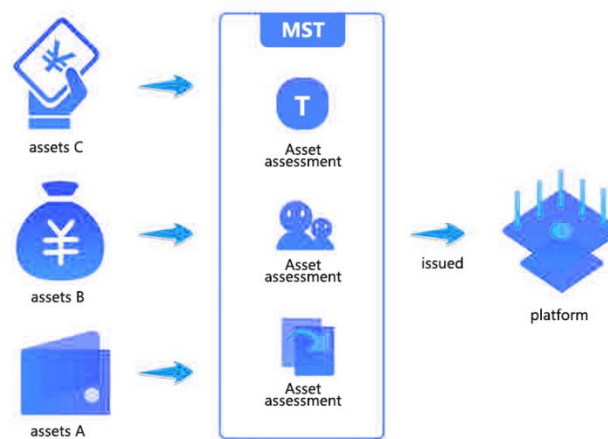 MST
T
assets C
Asset
assessment
¥
assets B
Asset
assessment
issued
platform
assets A
Asset
assessment